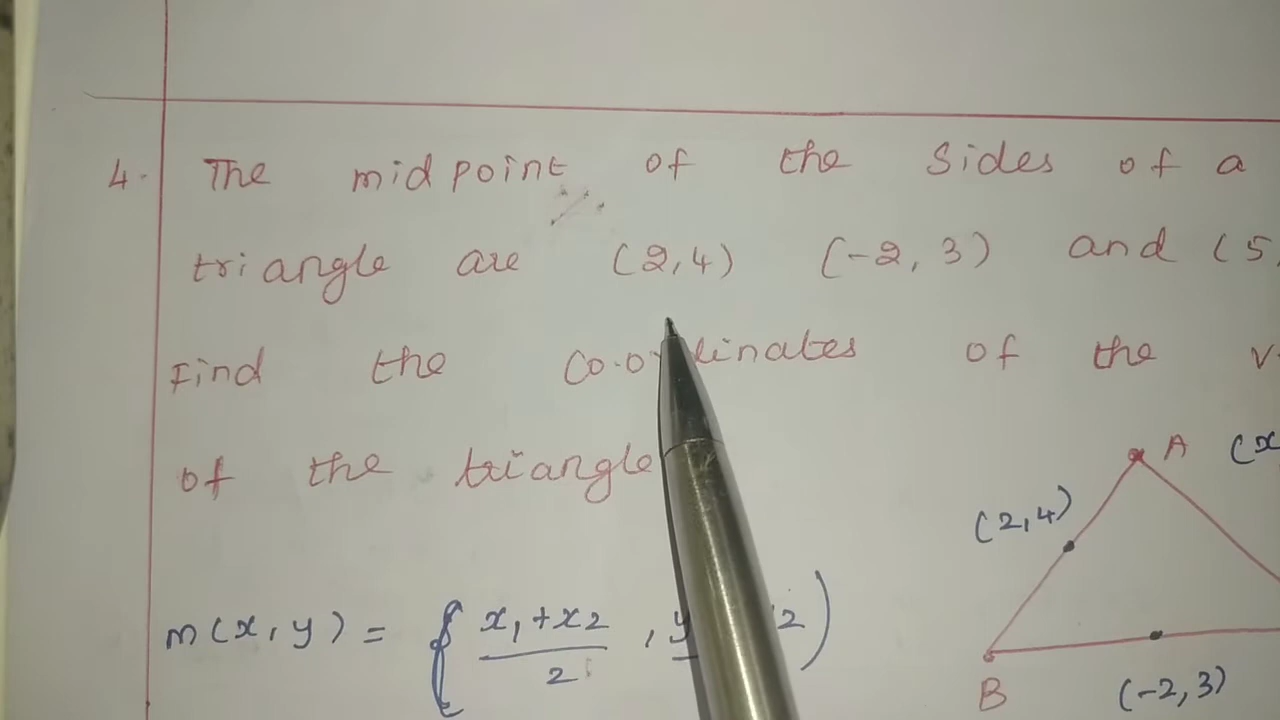 4. The midpoint of the Sides of a
triangle are (2,4) (-2, 3) and (5,
Find the of the
of the triangle
A
(2,4)
m(x, y) = { x1+x2 / 2 , y 2 )
B
(-2, 3)